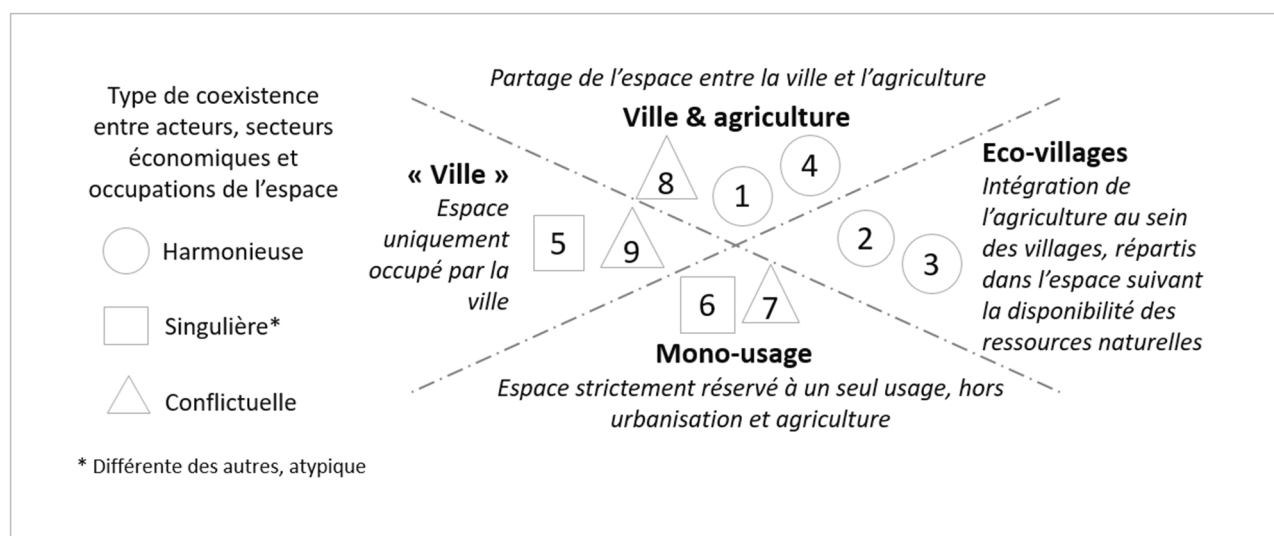 Type de coexistence
entre acteurs, secteurs
économiques et
occupations de l'espace
Harmonieuse
Singulière*
Conflictuelle
* Différente des autres, atypique
Partage de l'espace entre la ville et l'agriculture
Ville & agriculture
8
1
4
« Ville »
Espace
uniquement
occupé par la
ville
5
9
Eco-villages
Intégration de
l'agriculture au sein
des villages, répartis
dans l'espace suivant
la disponibilité des
ressources naturelles
2
3
6
7
Mono-usage
Espace strictement réservé à un seul usage, hors
urbanisation et agriculture